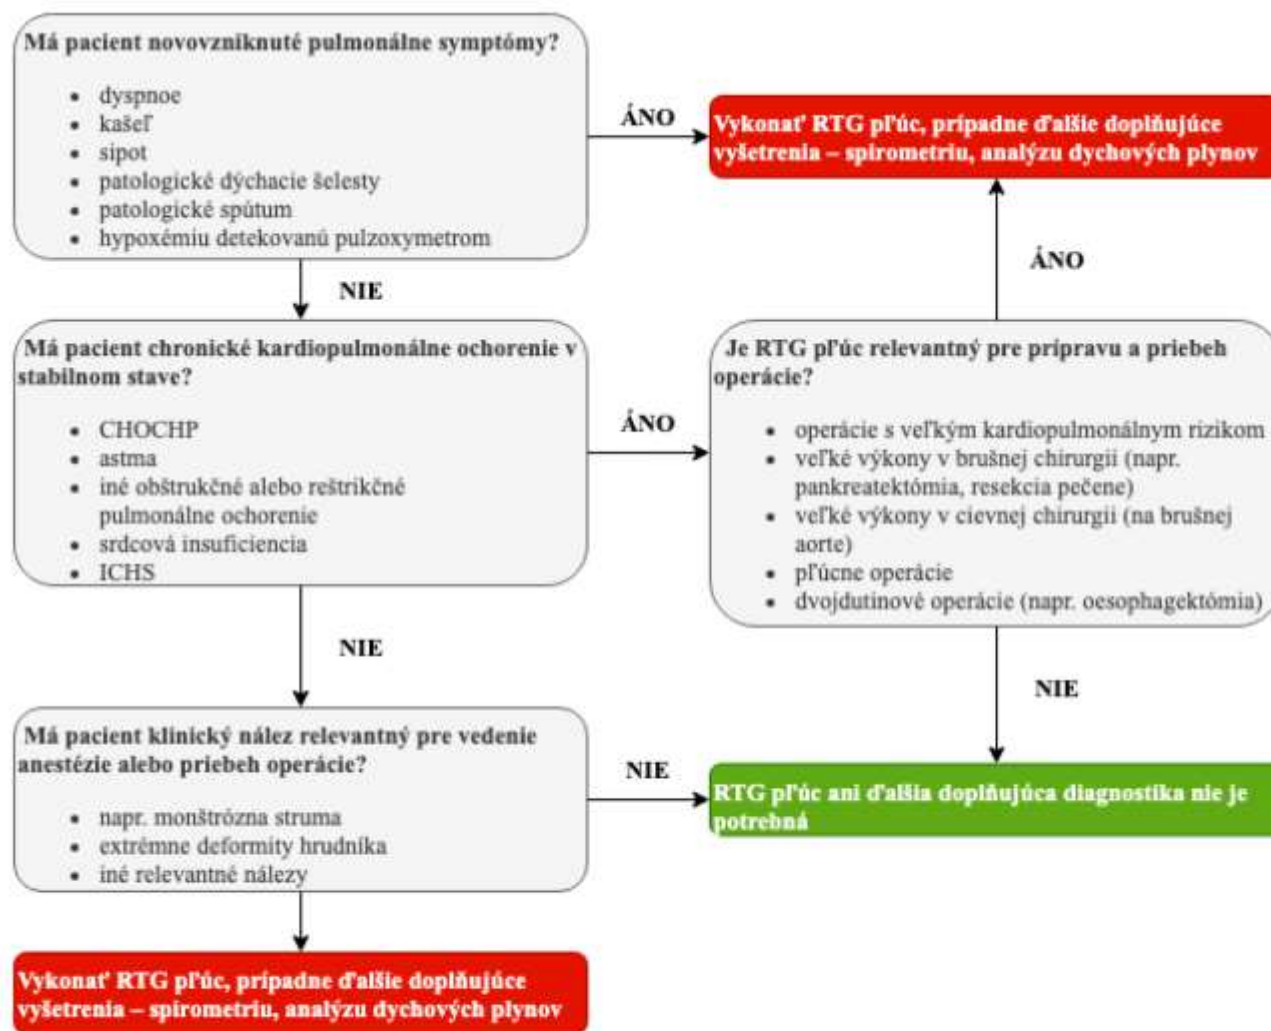 Má pacient novovzniknuté pulmonálne symptómy?
• dyspnoe
• kašeľ
• sipot
• patologické dýchacie šelesty
• patologické spútum
• hypoxémiu detekovanú pulzoxymetrom
ÁNO
Vykonať RTG pľúc, prípadne ďalšie doplňujúce
vyšetrenia – spirometriu, analýzu dychových plynov
NIE
ÁNO
Má pacient chronické kardiopulmonálne ochorenie v
stabilnom stave?
• CHOCHP
• astma
• iné obštrukčné alebo reštrikčné
pulmonálne ochorenie
• srdcová insuficiencia
• ICHS
ÁNO
Je RTG pľúc relevantný pre prípravu a priebeh
operácie?
• operácie s veľkým kardiopulmonálnym rizikom
• veľké výkony v brušnej chirurgii (napr.
pankreatektómia, resekcia pečene)
• veľké výkony v cievnej chirurgii (na brušnej
aorte)
• pľúcne operácie
• dvojdutinové operácie (napr. oesophagektómia)
NIE
NIE
Má pacient klinický nález relevantný pre vedenie
anestézie alebo priebeh operácie?
• napr. monštrózna struma
• extrémne deformity hrudníka
• iné relevantné nálezy
NIE
RTG pľúc ani ďalšia doplňujúca diagnostika nie je
potrebná
Vykonať RTG pľúc, prípadne ďalšie doplňujúce
vyšetrenia – spirometriu, analýzu dychových plynov